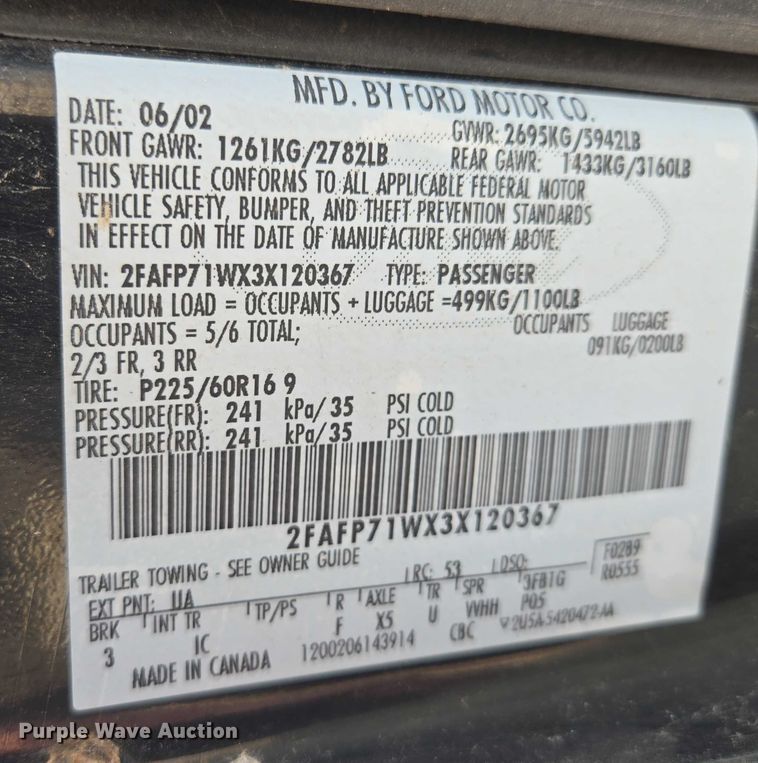 MFD. BY FORD MOTOR CO.
DATE: 06/02 GVWR: 2695KG/5942LB
FRONT GAWR: 1261KG/2782LB REAR GAWR: 1433KG/3160LB
THIS VEHICLE CONFORMS TO ALL APPLICABLE FEDERAL MOTOR
VEHICLE SAFETY, BUMPER, AND THEFT PREVENTION STANDARDS
IN EFFECT ON THE DATE OF MANUFACTURE SHOWN ABOVE.
VIN: 2FAFP71WX3X120367 TYPE: PASSENGER
MAXIMUM LOAD = OCCUPANTS + LUGGAGE =499KG/1100LB
OCCUPANTS = 5/6 TOTAL; OCCUPANTS LUGGAGE
2/3 FR, 3 RR 091KG/0200LB
TIRE: P225/60R16 9
PRESSURE(FR): 241 kPa/35 PSI COLD
PRESSURE(RR): 241 kPa/35 PSI COLD
2FAFP71WX3X120367
TRAILER TOWING - SEE OWNER GUIDE
F0289
R0555
EXT PNT: UA RC: 53 DSO:
BRK INT TR TP/PS R AXLE TR SPR 3FB1G
3 IC F X5 U VVHH P05
MADE IN CANADA 1200206143914 CBC 2U5A-5420472-AA
Purple Wave Auction